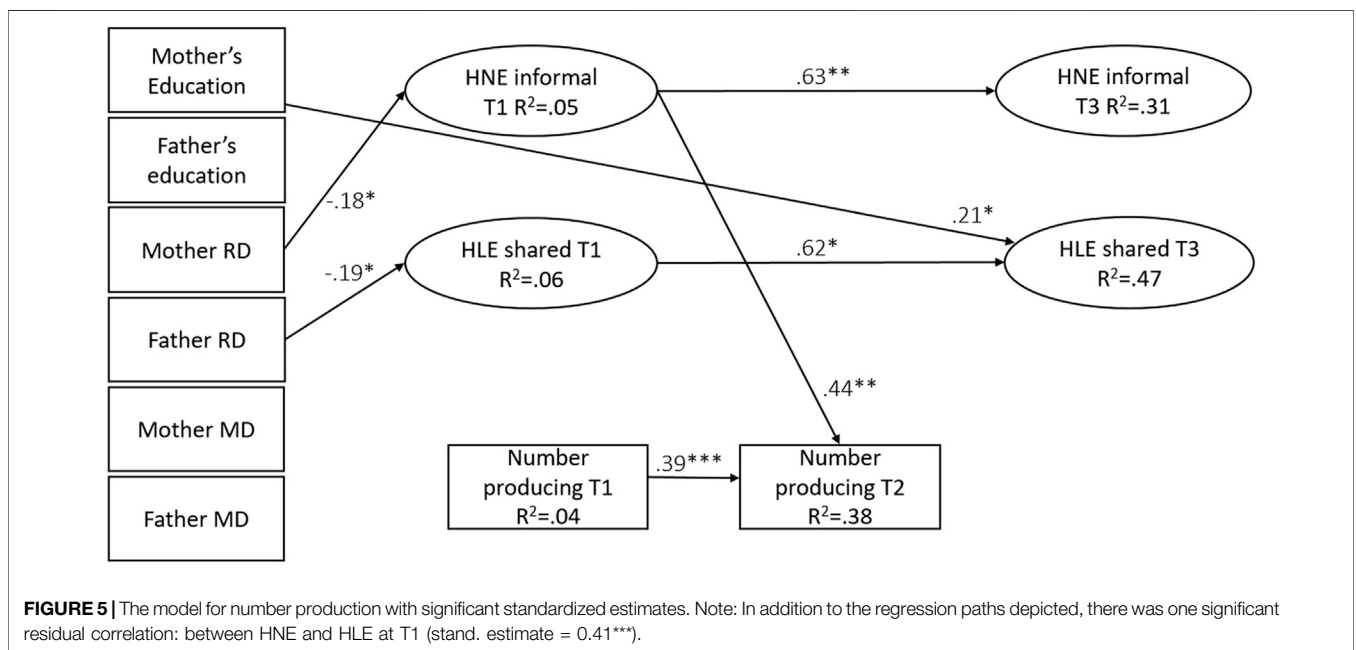 Mother's
Education
Father's
education
Mother RD
Father RD
Mother MD
Father MD
HNE informal
T1 R²=.05
HLE shared T1
R²=.06
Number
producing T1
R²=.04
Number
producing T2
R²=.38
HNE informal
T3 R²=.31
HLE shared T3
R²=.47
-.18*
-.19*
.63**
.21*
.62*
.44**
.39***
FIGURE 5 | The model for number production with significant standardized estimates. Note: In addition to the regression paths depicted, there was one significant
residual correlation: between HNE and HLE at T1 (stand. estimate = 0.41***).